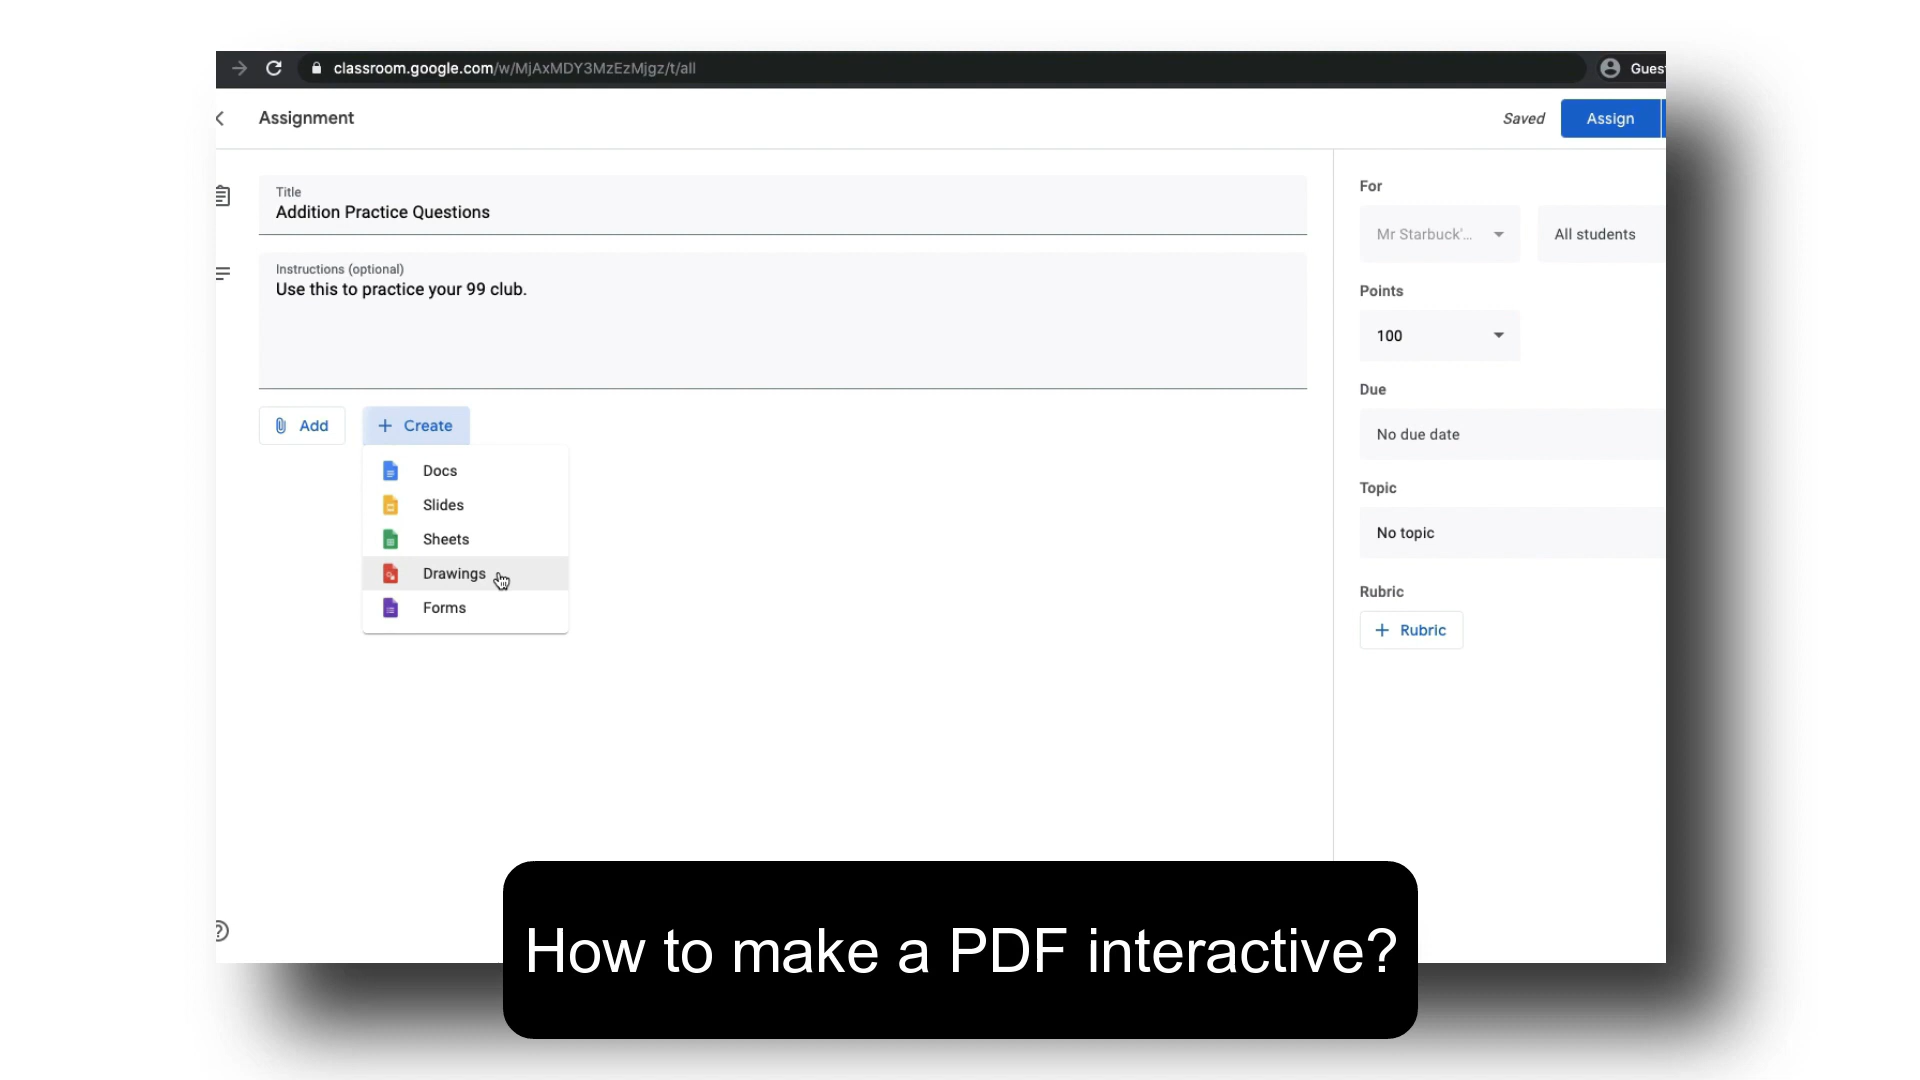 classroom.google.com/w/MjAxMDY3MzEzMjgz/t/all
Gues
Assignment
Saved
Assign
Title
Addition Practice Questions
Instructions (optional)
Use this to practice your 99 club.
Add
Create
Docs
Slides
Sheets
Drawings
Forms
For
Mr Starbuck'...
All students
Points
100
Due
No due date
Topic
No topic
Rubric
Rubric
How to make a PDF interactive?